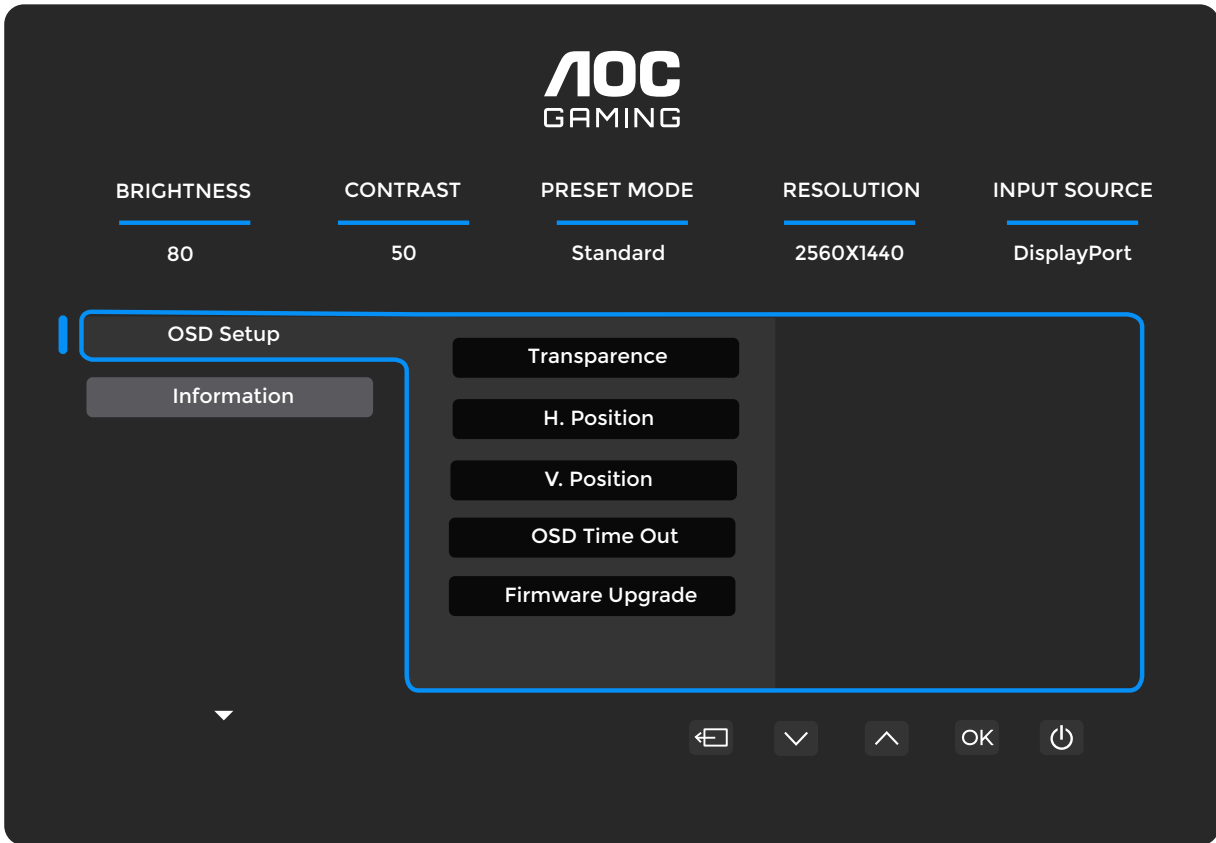 AOC
GAMING
BRIGHTNESS CONTRAST PRESET MODE RESOLUTION INPUT SOURCE
80 50 Standard 2560X1440 DisplayPort
OSD Setup
Transparence
Information
H. Position
V. Position
OSD Time Out
Firmware Upgrade
OK